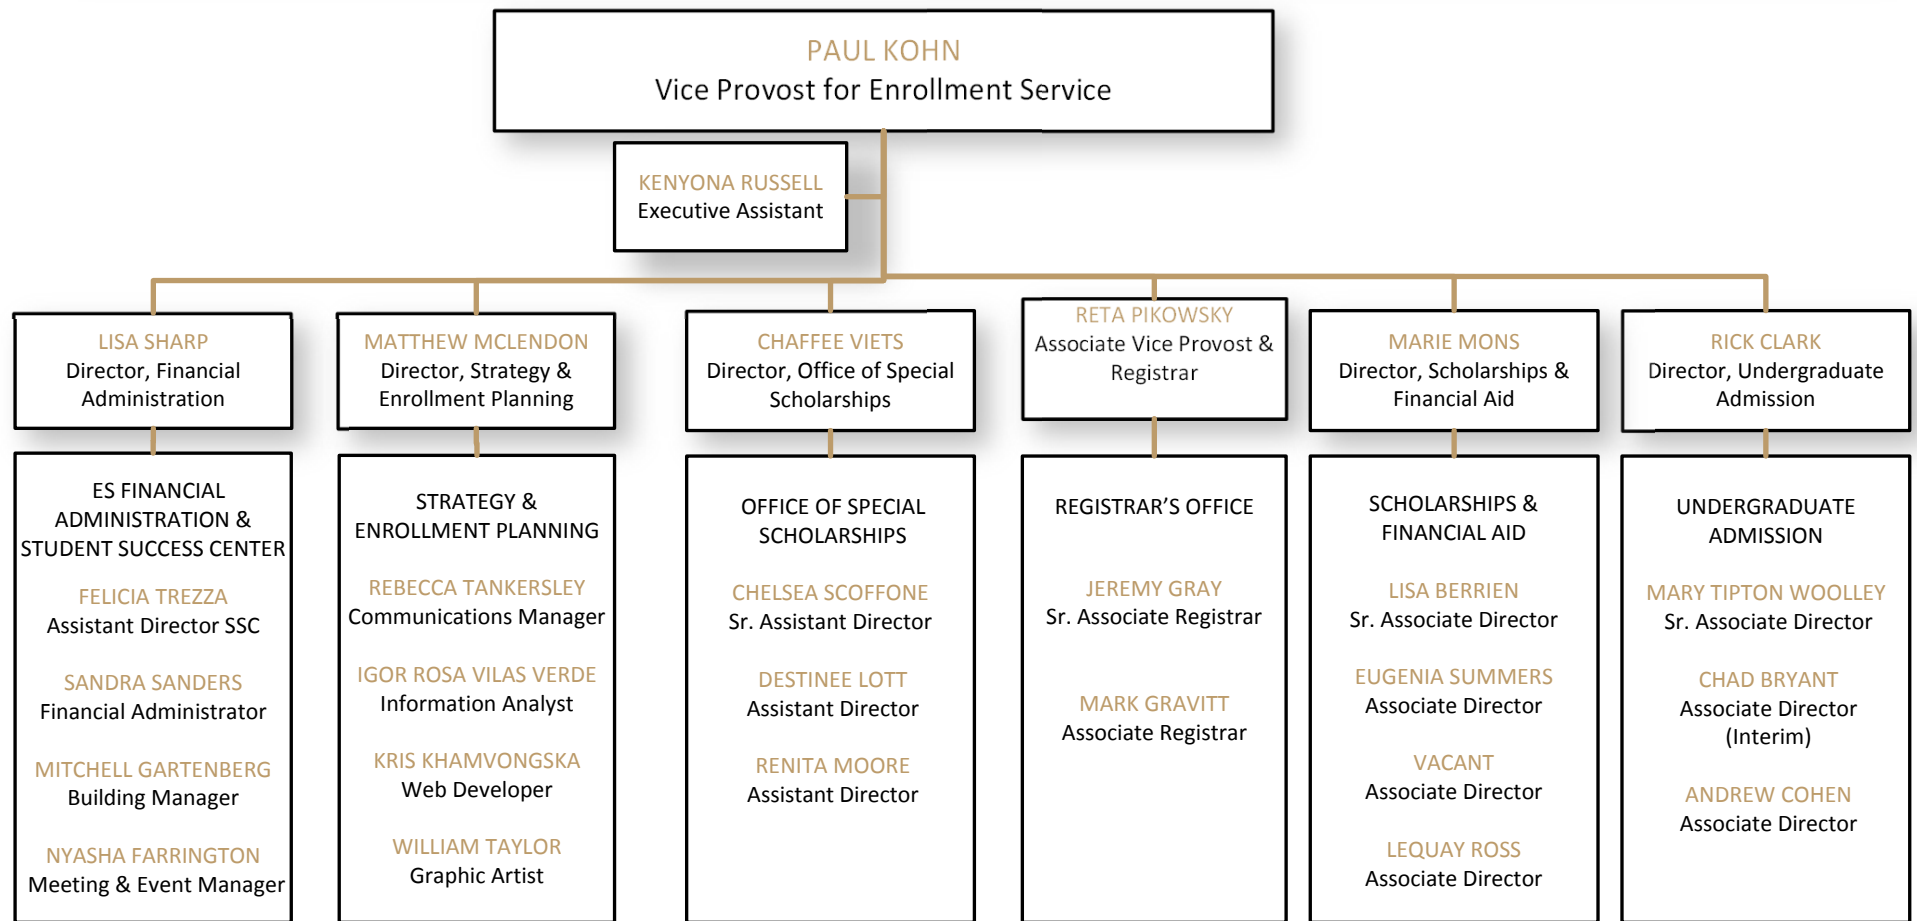 PAUL KOHN
Vice Provost for Enrollment Service
KENYONA RUSSELL
Executive Assistant
LISA SHARP
Director, Financial
Administration
MATTHEW MCLENDON
Director, Strategy &
Enrollment Planning
CHAFFEE VIETS
Director, Office of Special
Scholarships
RETA PIKOWSKY
Associate Vice Provost &
Registrar
MARIE MONS
Director, Scholarships &
Financial Aid
RICK CLARK
Director, Undergraduate
Admission
ES FINANCIAL
ADMINISTRATION &
STUDENT SUCCESS CENTER
FELICIA TREZZA
Assistant Director SSC
SANDRA SANDERS
Financial Administrator
MITCHELL GARTENBERG
Building Manager
NYASHA FARRINGTON
Meeting & Event Manager
STRATEGY &
ENROLLMENT PLANNING
REBECCA TANKERSLEY
Communications Manager
IGOR ROSA VILAS VERDE
Information Analyst
KRIS KHAMVONGSKA
Web Developer
WILLIAM TAYLOR
Graphic Artist
OFFICE OF SPECIAL
SCHOLARSHIPS
CHELSEA SCOFFONE
Sr. Assistant Director
DESTINEE LOTT
Assistant Director
RENITA MOORE
Assistant Director
REGISTRAR'S OFFICE
JEREMY GRAY
Sr. Associate Registrar
MARK GRAVITT
Associate Registrar
SCHOLARSHIPS &
FINANCIAL AID
LISA BERRIEN
Sr. Associate Director
EUGENIA SUMMERS
Associate Director
VACANT
Associate Director
LEQUAY ROSS
Associate Director
UNDERGRADUATE
ADMISSION
MARY TIPTON WOOLLEY
Sr. Associate Director
CHAD BRYANT
Associate Director
(Interim)
ANDREW COHEN
Associate Director